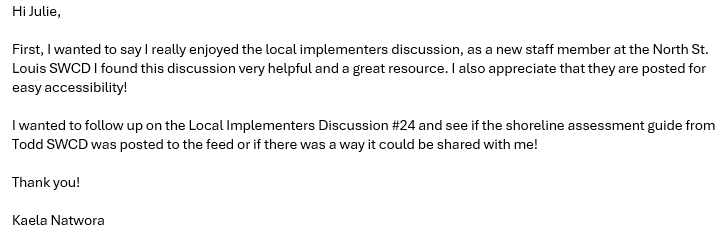 Hi Julie,
First, I wanted to say I really enjoyed the local implementers discussion, as a new staff member at the North St.
Louis SWCD I found this discussion very helpful and a great resource. I also appreciate that they are posted for
easy accessibility!
I wanted to follow up on the Local Implementers Discussion #24 and see if the shoreline assessment guide from
Todd SWCD was posted to the feed or if there was a way it could be shared with me!
Thank you!
Kaela Natwora